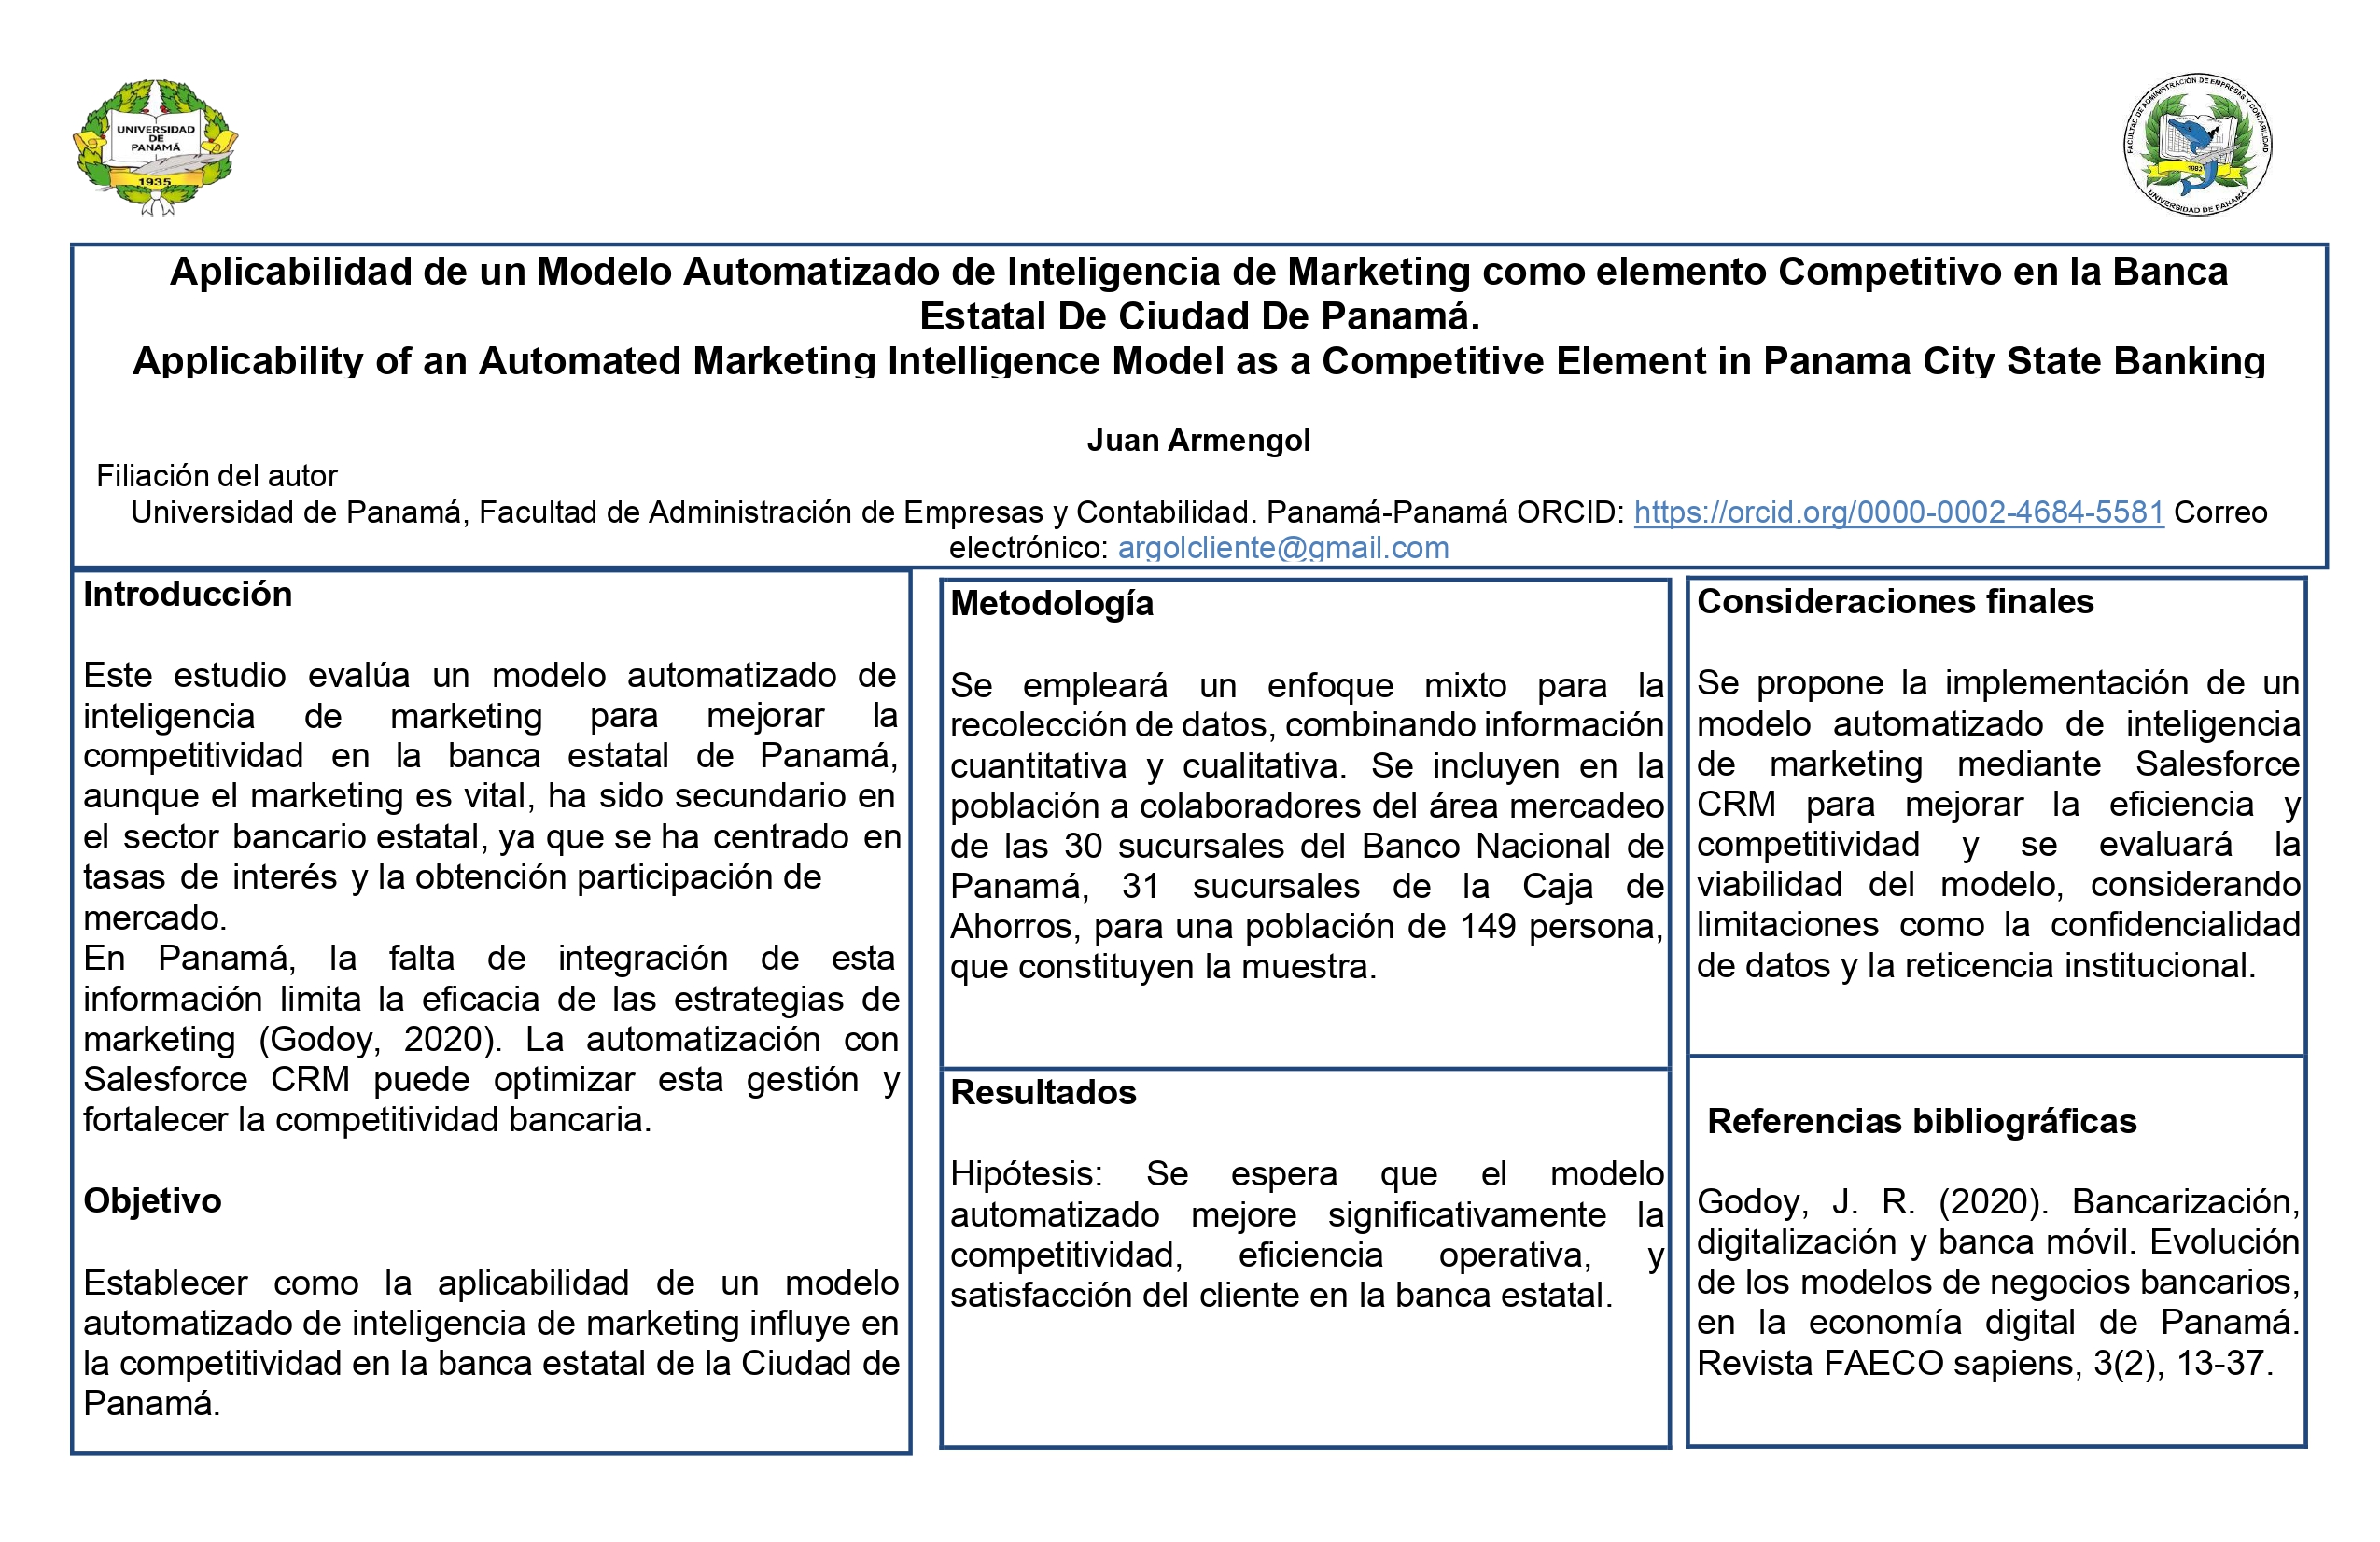 UNIVERSIDAD
DE
PANAMÁ
1935
FACULTAD DE ADMINISTRACIÓN DE EMPRESAS Y CONTABILIDAD
1982
UNIVERSIDAD DE PANAMÁ
Aplicabilidad de un Modelo Automatizado de Inteligencia de Marketing como elemento Competitivo en la Banca
Estatal De Ciudad De Panamá.
Applicability of an Automated Marketing Intelligence Model as a Competitive Element in Panama City State Banking
Juan Armengol
Filiación del autor
Universidad de Panamá, Facultad de Administración de Empresas y Contabilidad. Panamá-Panamá ORCID: https://orcid.org/0000-0002-4684-5581 Correo
electrónico: argolcliente@gmail.com
Introducción
Este estudio evalúa un modelo automatizado de
inteligencia de marketing para mejorar la
competitividad en la banca estatal de Panamá,
aunque el marketing es vital, ha sido secundario en
el sector bancario estatal, ya que se ha centrado en
tasas de interés y la obtención participación de
mercado.
En Panamá, la falta de integración de esta
información limita la eficacia de las estrategias de
marketing (Godoy, 2020). La automatización con
Salesforce CRM puede optimizar esta gestión y
fortalecer la competitividad bancaria.
Objetivo
Establecer como la aplicabilidad de un modelo
automatizado de inteligencia de marketing influye en
la competitividad en la banca estatal de la Ciudad de
Panamá.
Metodología
Se empleará un enfoque mixto para la
recolección de datos, combinando información
cuantitativa y cualitativa. Se incluyen en la
población a colaboradores del área mercadeo
de las 30 sucursales del Banco Nacional de
Panamá, 31 sucursales de la Caja de
Ahorros, para una población de 149 persona,
que constituyen la muestra.
Resultados
Hipótesis: Se espera que el modelo
automatizado mejore significativamente la
competitividad, eficiencia operativa, y
satisfacción del cliente en la banca estatal.
Consideraciones finales
Se propone la implementación de un
modelo automatizado de inteligencia
de marketing mediante Salesforce
CRM para mejorar la eficiencia y
competitividad y se evaluará la
viabilidad del modelo, considerando
limitaciones como la confidencialidad
de datos y la reticencia institucional.
Referencias bibliográficas
Godoy, J. R. (2020). Bancarización,
digitalización y banca móvil. Evolución
de los modelos de negocios bancarios,
en la economía digital de Panamá.
Revista FAECO sapiens, 3(2), 13-37.